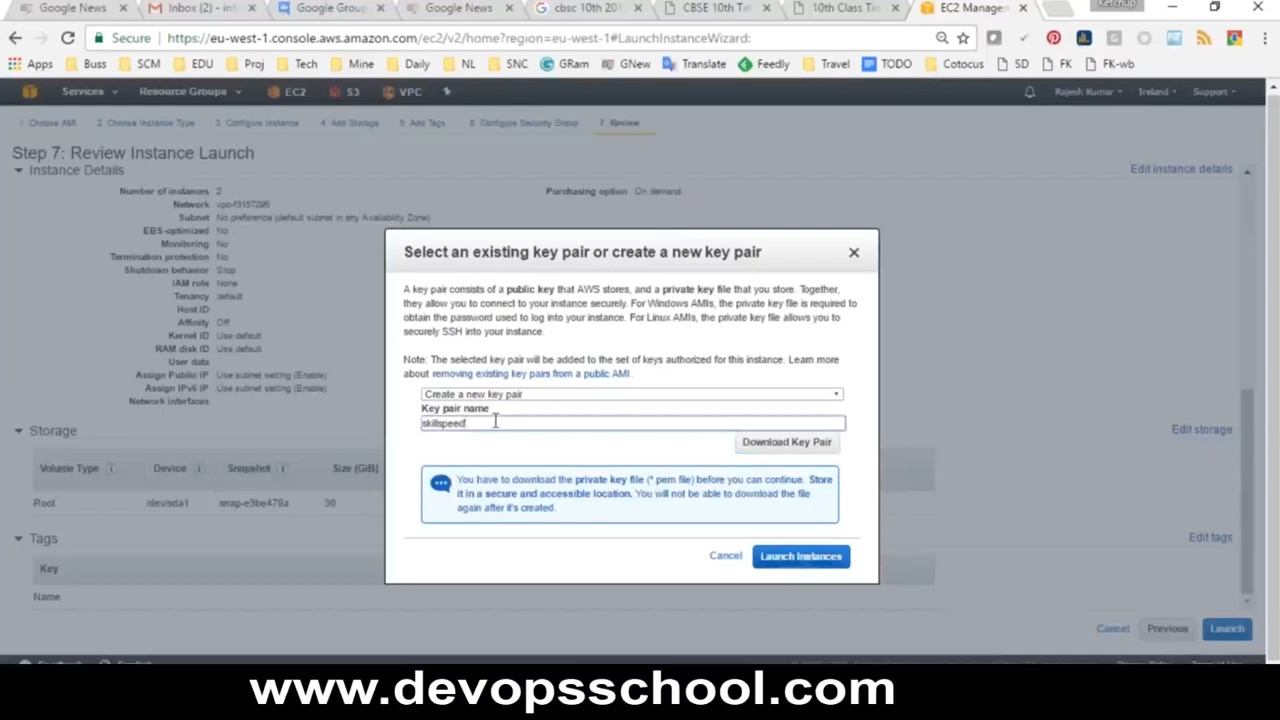 Google News
Inbox (2) - inf
Google Group
Google News
cbsc 10th 201
CBSE 10th Tim
10th Class Tim
EC2 Manage
Ketchup
Secure
https://eu-west-1.console.aws.amazon.com/ec2/v2/home?region=eu-west-1#LaunchInstanceWizard:
Apps Buss SCM EDU Proj Tech Mine Daily NL SNC GRam GNew Translate Feedly Travel TODO Cotocus SD FK FK-wb
Services Resource Groups EC2 S3 VPC Rajesh Kumar Ireland Support
1. Choose AMI 2. Choose Instance Type 3. Configure Instance 4. Add Storage 5. Add Tags 6. Configure Security Group 7. Review
Step 7: Review Instance Launch
Instance Details
Edit instance details
Number of instances 2 Purchasing option On demand
Network vpc-f3157296
Subnet No preference (default subnet in any Availability Zone)
EBS-optimized No
Monitoring No
Termination protection No
Shutdown behavior Stop
IAM role None
Tenancy default
Host ID
Affinity Off
Kernel ID Use default
RAM disk ID Use default
User data
Assign Public IP Use subnet setting (Enable)
Assign IPv6 IP Use subnet setting (Enable)
Network interfaces
Storage
Edit storage
Volume Type Device Snapshot Size (GiB)
Root /dev/sda1 snap-e3be479a 30
Tags
Edit tags
Key
Name
Select an existing key pair or create a new key pair
A key pair consists of a public key that AWS stores, and a private key file that you store. Together,
they allow you to connect to your instance securely. For Windows AMIs, the private key file is required to
obtain the password used to log into your instance. For Linux AMIs, the private key file allows you to
securely SSH into your instance.
Note: The selected key pair will be added to the set of keys authorized for this instance. Learn more
about removing existing key pairs from a public AMI.
Create a new key pair
Key pair name
skillspeed
Download Key Pair
You have to download the private key file (*.pem file) before you can continue. Store
it in a secure and accessible location. You will not be able to download the file
again after it's created.
Cancel Launch Instances
Cancel Previous Launch
www.devopsschool.com